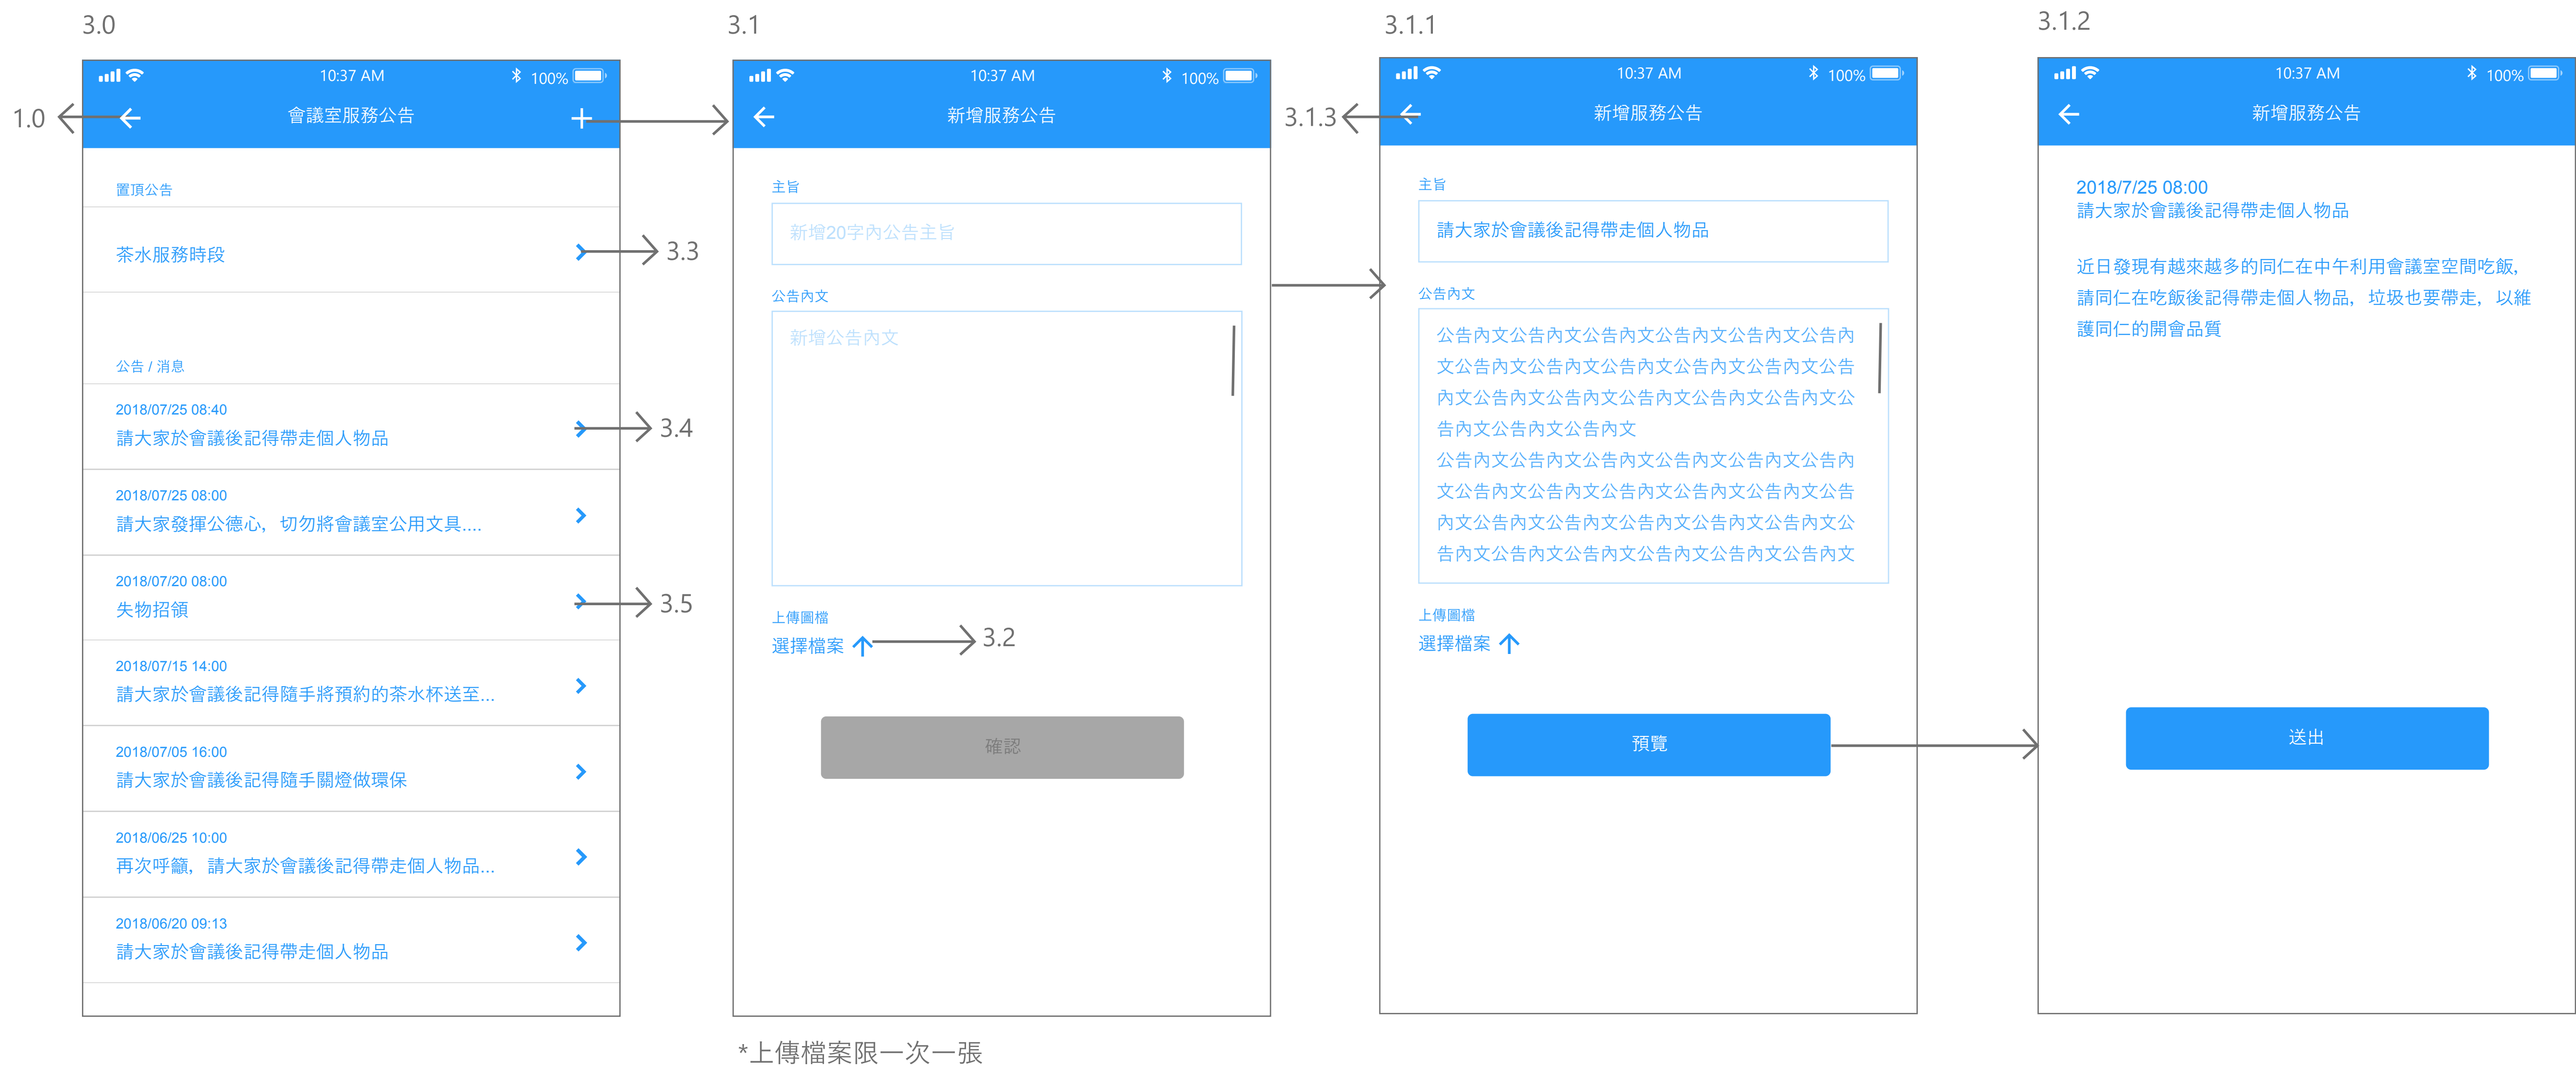 3.0
10:37 AM
100%
1.0
會議室服務公告
置頂公告
茶水服務時段
3.3
公告 / 消息
2018/07/25 08:40
請大家於會議後記得帶走個人物品
3.4
2018/07/25 08:00
請大家發揮公德心，切勿將會議室公用文具....
2018/07/20 08:00
失物招領
3.5
2018/07/15 14:00
請大家於會議後記得隨手將預約的茶水杯送至...
2018/07/05 16:00
請大家於會議後記得隨手關燈做環保
2018/06/25 10:00
再次呼籲，請大家於會議後記得帶走個人物品...
2018/06/20 09:13
請大家於會議後記得帶走個人物品
3.1
10:37 AM
100%
新增服務公告
主旨
新增20字內公告主旨
公告內文
新增公告內文
上傳圖檔
選擇檔案
3.2
確認
*上傳檔案限一次一張
3.1.1
10:37 AM
100%
3.1.3
新增服務公告
主旨
請大家於會議後記得帶走個人物品
公告內文
公告內文公告內文公告內文公告內文公告內文公告內
文公告內文公告內文公告內文公告內文公告內文公告
內文公告內文公告內文公告內文公告內文公告內文公
告內文公告內文公告內文
公告內文公告內文公告內文公告內文公告內文公告內
文公告內文公告內文公告內文公告內文公告內文公告
內文公告內文公告內文公告內文公告內文公告內文公
告內文公告內文公告內文公告內文公告內文公告內文
上傳圖檔
選擇檔案
預覽
3.1.2
10:37 AM
100%
新增服務公告
2018/7/25 08:00
請大家於會議後記得帶走個人物品
近日發現有越來越多的同仁在中午利用會議室空間吃飯，
請同仁在吃飯後記得帶走個人物品，垃圾也要帶走，以維
護同仁的開會品質
送出